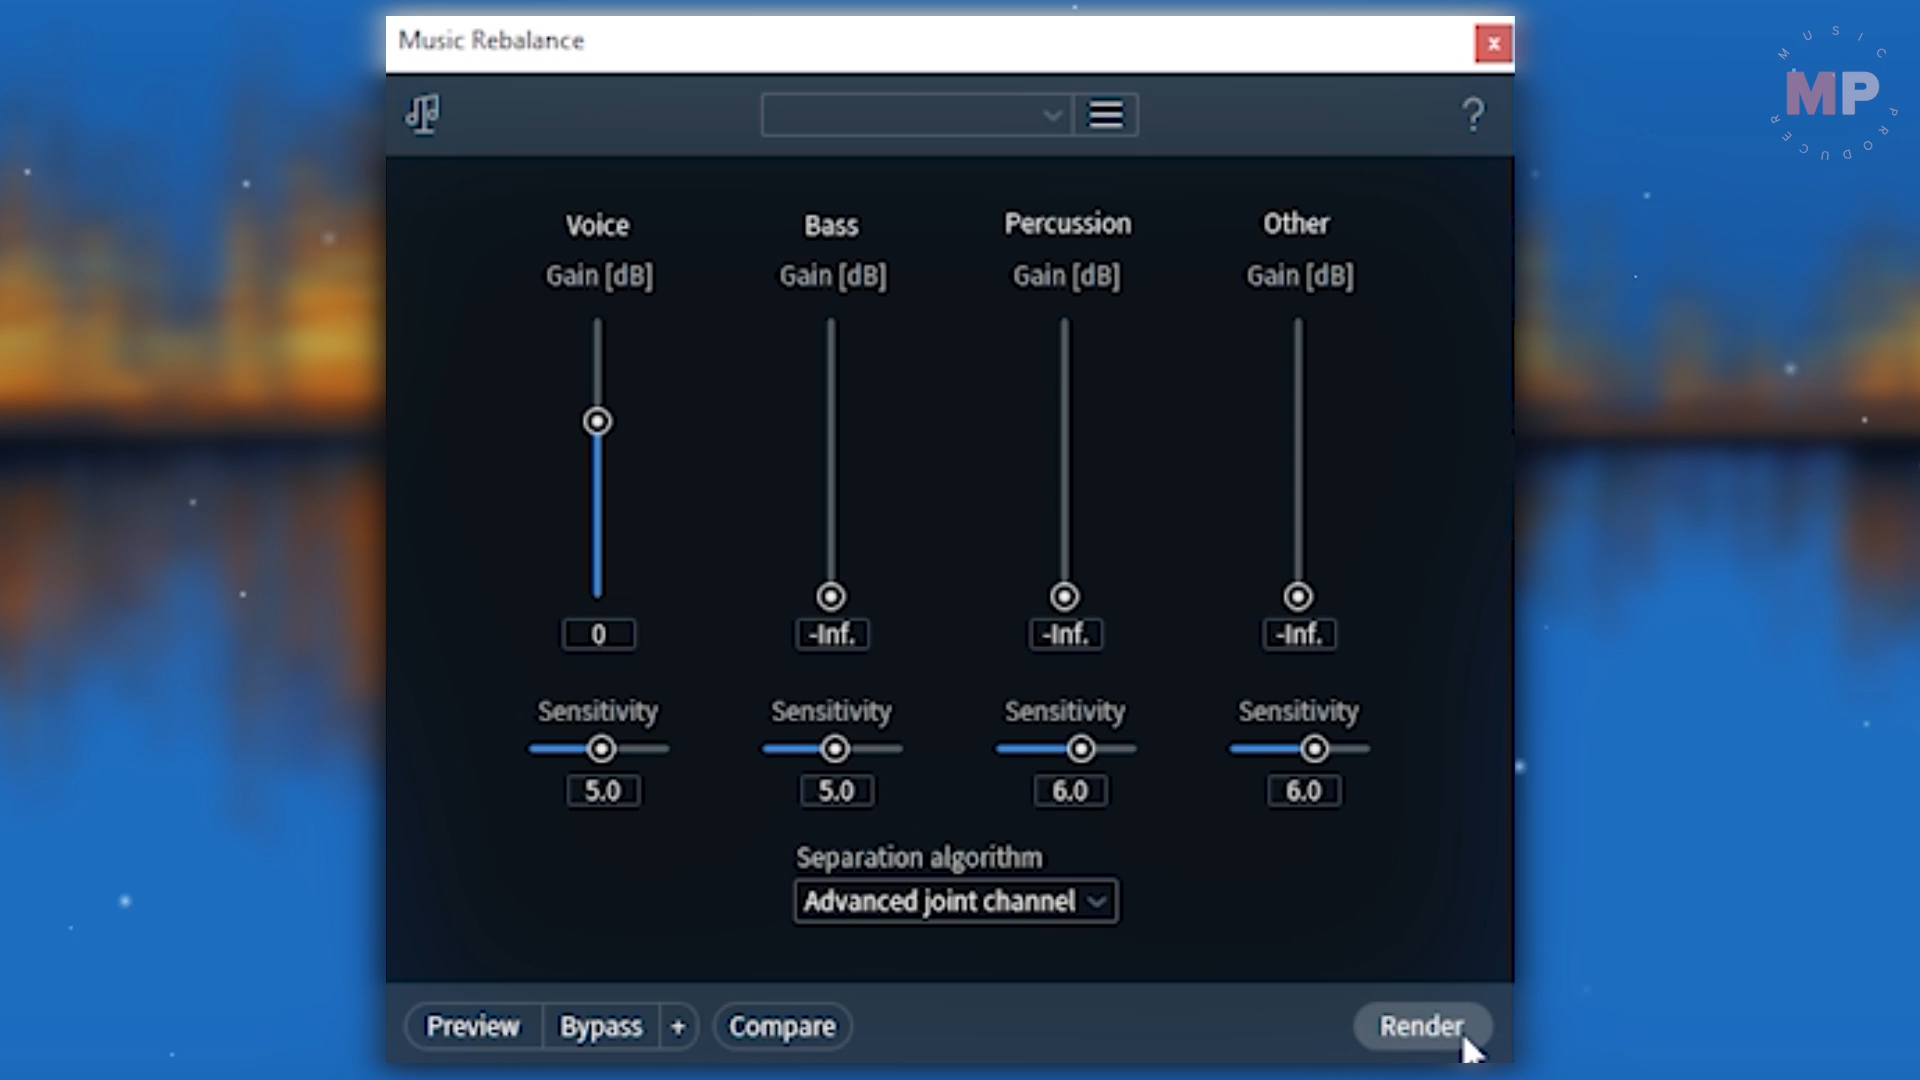 Music Rebalance
x
?
MUSIC
MP
PRODUCER
Voice
Bass
Percussion
Other
Gain [dB]
Gain [dB]
Gain [dB]
Gain [dB]
0
-Inf.
-Inf.
-Inf.
Sensitivity
Sensitivity
Sensitivity
Sensitivity
5.0
5.0
6.0
6.0
Separation algorithm
Advanced joint channel
Preview
Bypass
+
Compare
Render